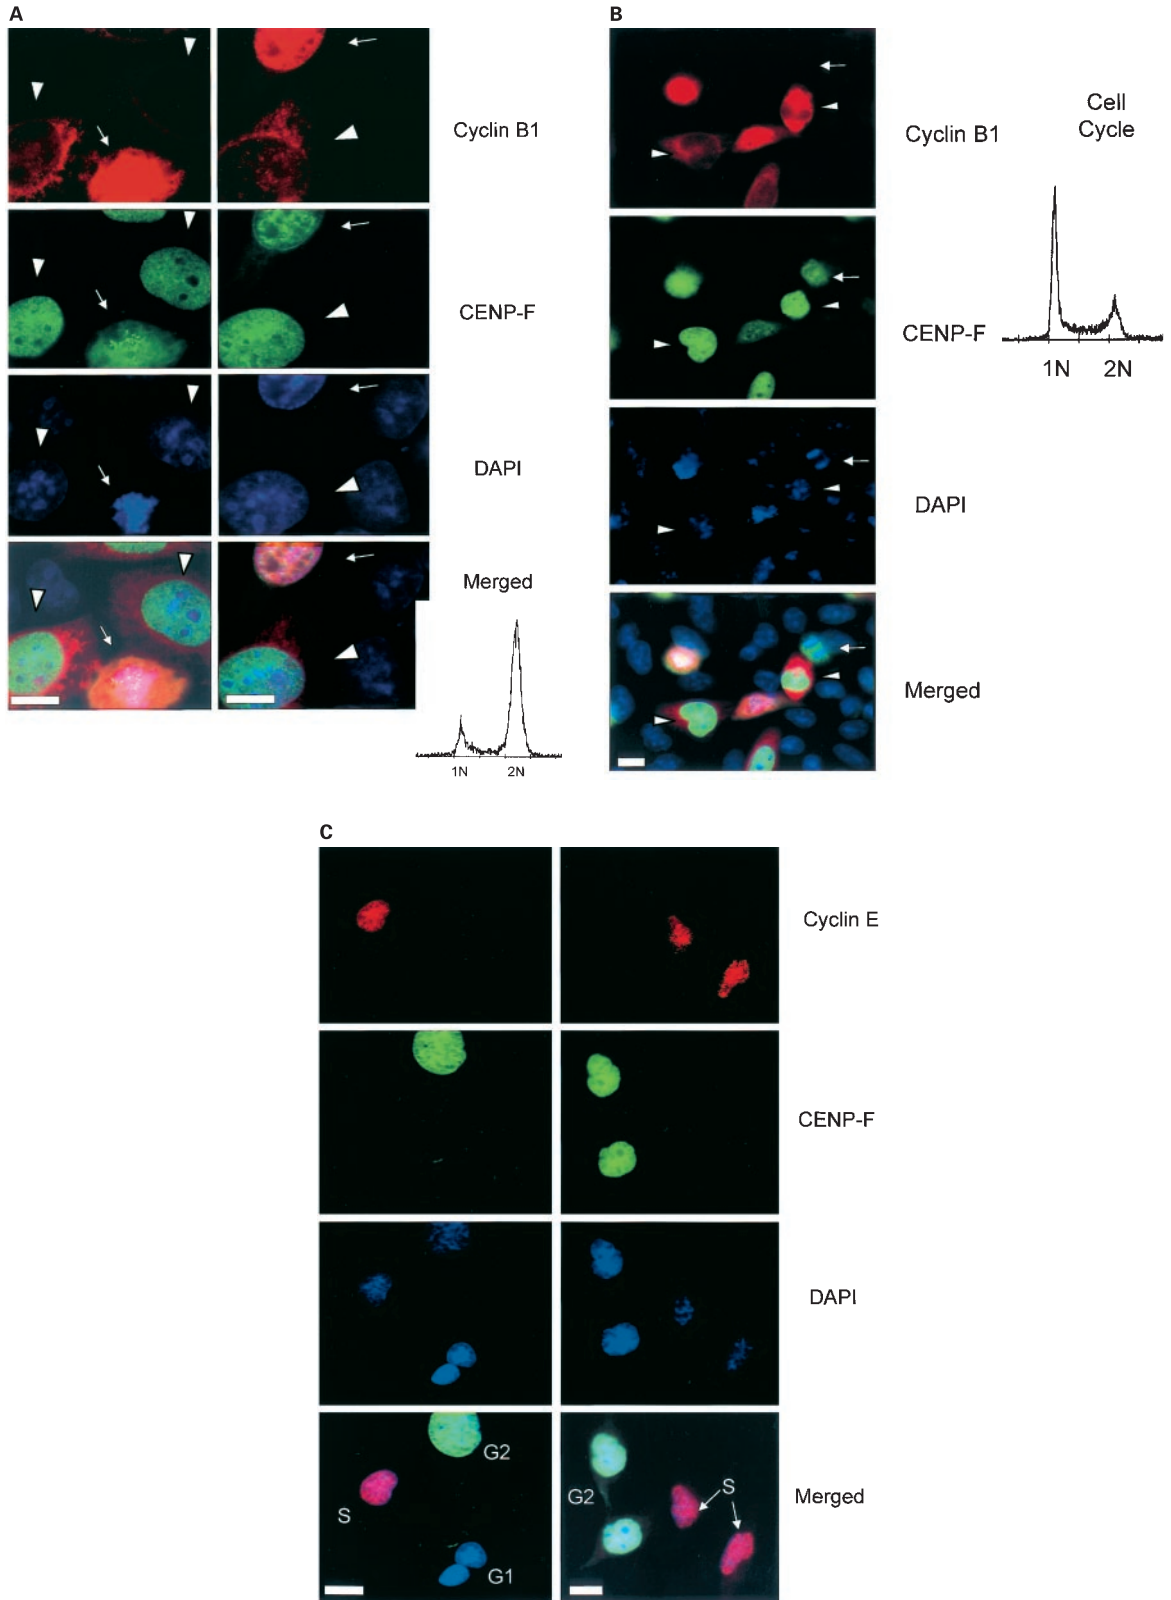 A
Cyclin B1
CENP-F
DAPI
Merged
1N 2N
B
Cyclin B1
CENP-F
DAPI
Merged
Cell
Cycle
1N 2N
C
Cyclin E
CENP-F
DAPI
G2
S
G1
G2
S
Merged